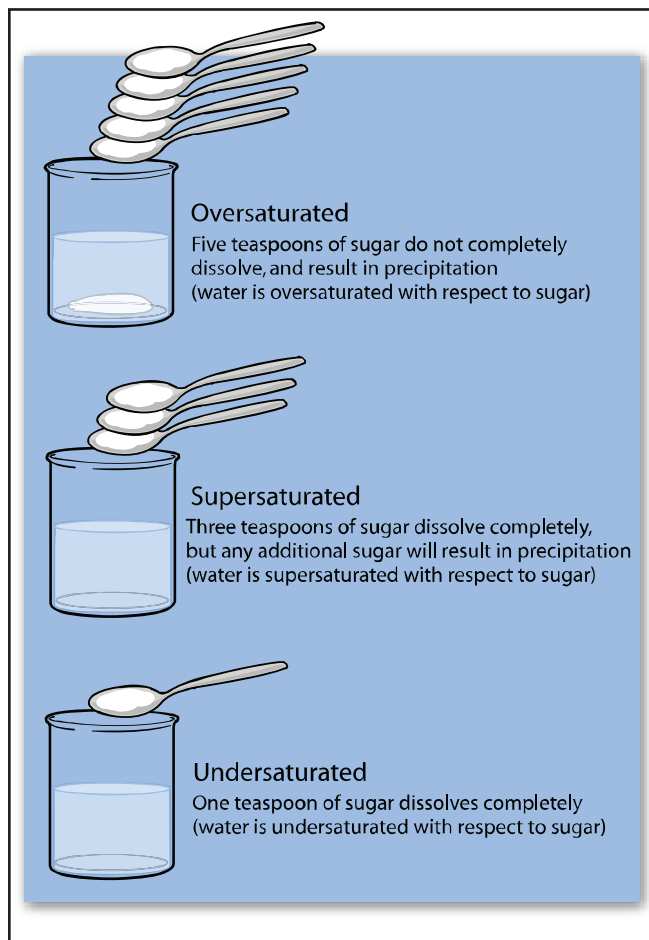 Oversaturated
Five teaspoons of sugar do not completely
dissolve, and result in precipitation
(water is oversaturated with respect to sugar)
Supersaturated
Three teaspoons of sugar dissolve completely,
but any additional sugar will result in precipitation
(water is supersaturated with respect to sugar)
Undersaturated
One teaspoon of sugar dissolves completely
(water is undersaturated with respect to sugar)